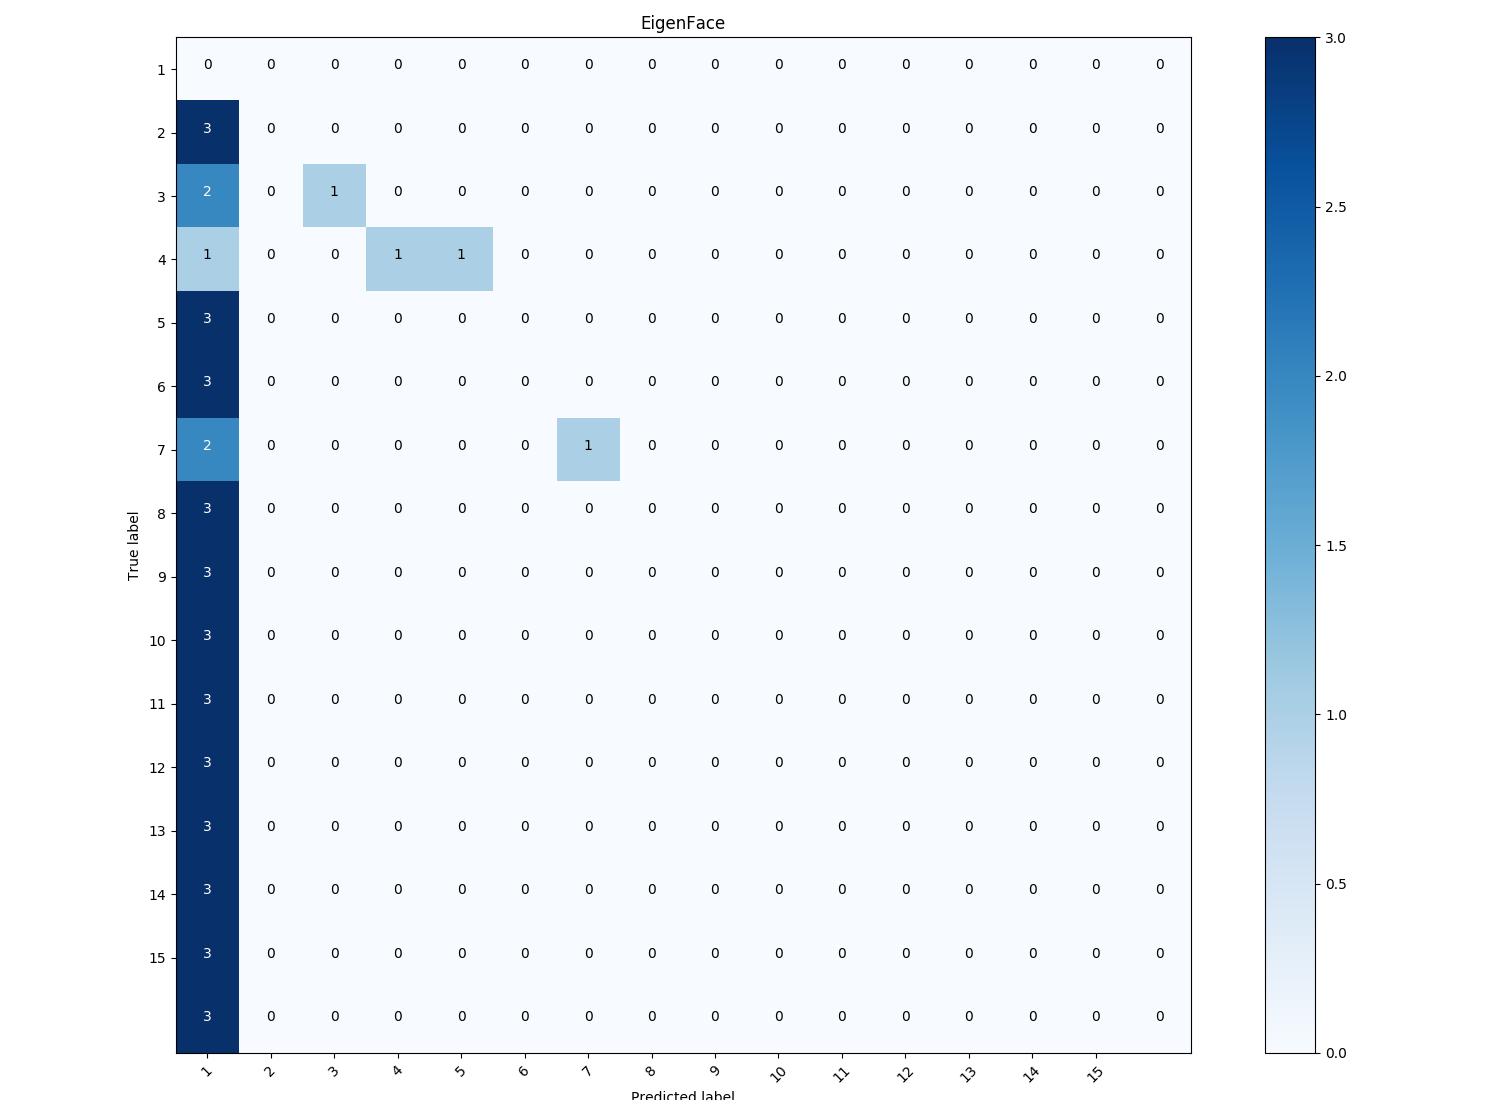 EigenFace
1 0 0 0 0 0 0 0 0 0 0 0 0 0 0 0 0
2 3 0 0 0 0 0 0 0 0 0 0 0 0 0 0 0
3 2 0 1 0 0 0 0 0 0 0 0 0 0 0 0 0
4 1 0 0 1 1 0 0 0 0 0 0 0 0 0 0 0
5 3 0 0 0 0 0 0 0 0 0 0 0 0 0 0 0
6 3 0 0 0 0 0 0 0 0 0 0 0 0 0 0 0
7 2 0 0 0 0 0 1 0 0 0 0 0 0 0 0 0
8 3 0 0 0 0 0 0 0 0 0 0 0 0 0 0 0
9 3 0 0 0 0 0 0 0 0 0 0 0 0 0 0 0
10 3 0 0 0 0 0 0 0 0 0 0 0 0 0 0 0
11 3 0 0 0 0 0 0 0 0 0 0 0 0 0 0 0
12 3 0 0 0 0 0 0 0 0 0 0 0 0 0 0 0
13 3 0 0 0 0 0 0 0 0 0 0 0 0 0 0 0
14 3 0 0 0 0 0 0 0 0 0 0 0 0 0 0 0
15 3 0 0 0 0 0 0 0 0 0 0 0 0 0 0 0
3 0 0 0 0 0 0 0 0 0 0 0 0 0 0 0
True label
1 2 3 4 5 6 7 8 9 10 11 12 13 14 15
Predicted label
3.0
2.5
2.0
1.5
1.0
0.5
0.0